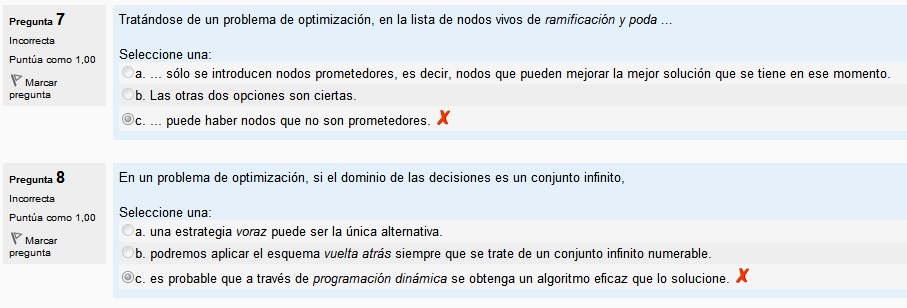 Pregunta 7
Incorrecta
Puntúa como 1,00
Marcar
pregunta
Tratándose de un problema de optimización, en la lista de nodos vivos de ramificación y poda ...
Seleccione una:
a. ... sólo se introducen nodos prometedores, es decir, nodos que pueden mejorar la mejor solución que se tiene en ese momento.
b. Las otras dos opciones son ciertas.
c. ... puede haber nodos que no son prometedores. ✗
Pregunta 8
Incorrecta
Puntúa como 1,00
Marcar
pregunta
En un problema de optimización, si el dominio de las decisiones es un conjunto infinito,
Seleccione una:
a. una estrategia voraz puede ser la única alternativa.
b. podremos aplicar el esquema vuelta atrás siempre que se trate de un conjunto infinito numerable.
c. es probable que a través de programación dinámica se obtenga un algoritmo eficaz que lo solucione. ✗